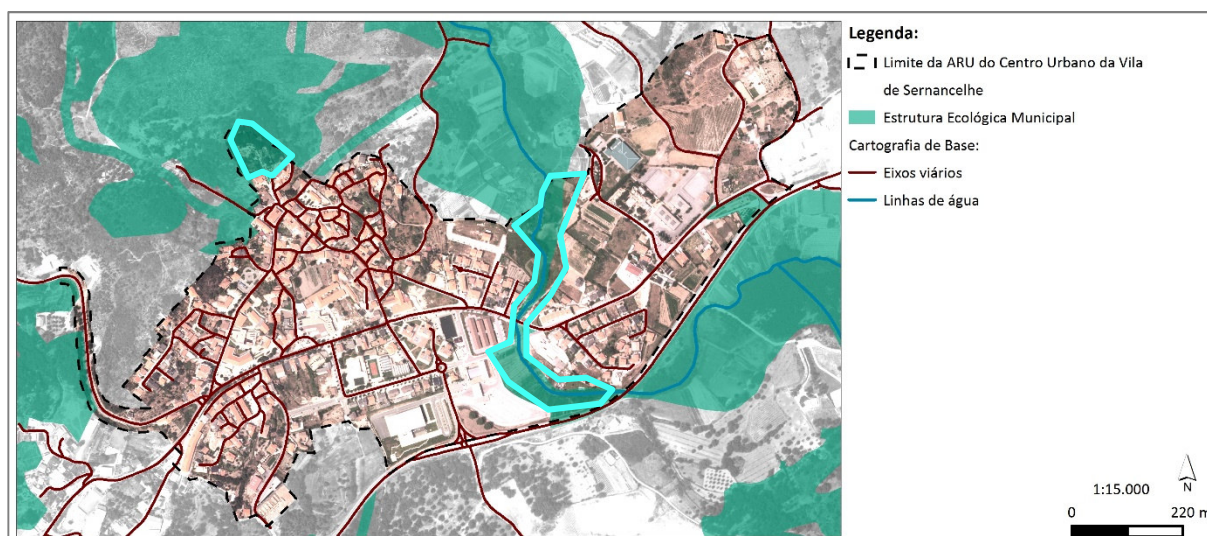 Legenda:
Limite da ARU do Centro Urbano da Vila
de Sernancelhe
Estrutura Ecológica Municipal
Cartografia de Base:
Eixos viários
Linhas de água
1:15.000
N
0 220 m